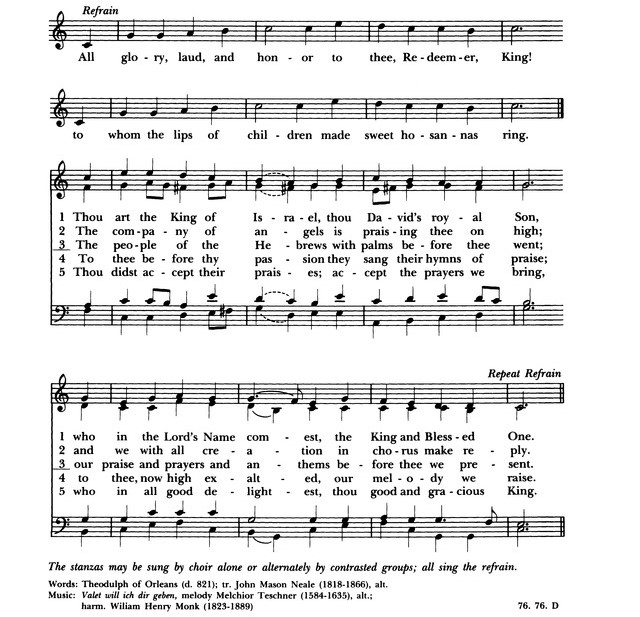 Refrain
All glo - ry, laud, and hon - or to thee, Re - deem - er, King!
to whom the lips of chil - dren made sweet ho - san - nas ring.
1 Thou art the King of Is - ra - el, thou Da - vid's roy - al Son,
2 The com - pa - ny of an - gels is prais - ing thee on high;
3 The peo - ple of the He - brews with palms be - fore thee went;
4 To thee be - fore thy pas - sion they sang their hymns of praise;
5 Thou didst ac - cept their prais - es; ac - cept the prayers we bring,
Repeat Refrain
1 who in the Lord's Name com - est, the King and Bless - ed One.
2 and we with all cre - a - tion in cho - rus make re - ply.
3 our praise and prayers and an - thems be - fore thee we pre - sent.
4 to thee, now high ex - alt - ed, our mel - o - dy we raise.
5 who in all good de - light - est, thou good and gra - cious King.
The stanzas may be sung by choir alone or alternately by contrasted groups; all sing the refrain.
Words: Theodulph of Orleans (d. 821); tr. John Mason Neale (1818-1866), alt.
Music: Valet will ich dir geben, melody Melchior Teschner (1584-1635), alt.;
harm. Wiliam Henry Monk (1823-1889)
76. 76. D